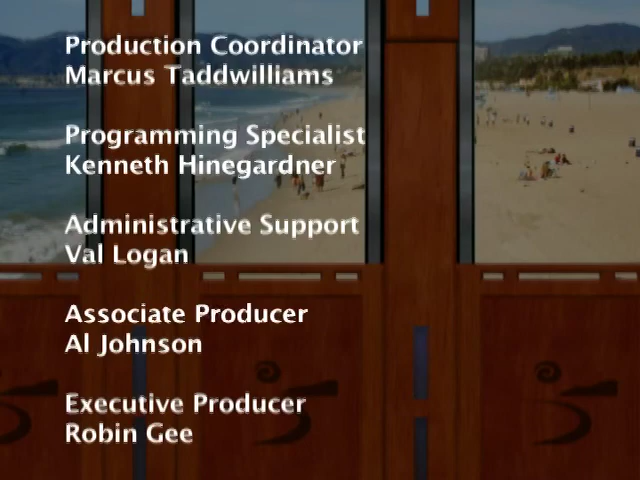 Production Coordinator
Marcus Taddwilliams
Programming Specialist
Kenneth Hinegardner
Administrative Support
Val Logan
Associate Producer
Al Johnson
Executive Producer
Robin Gee